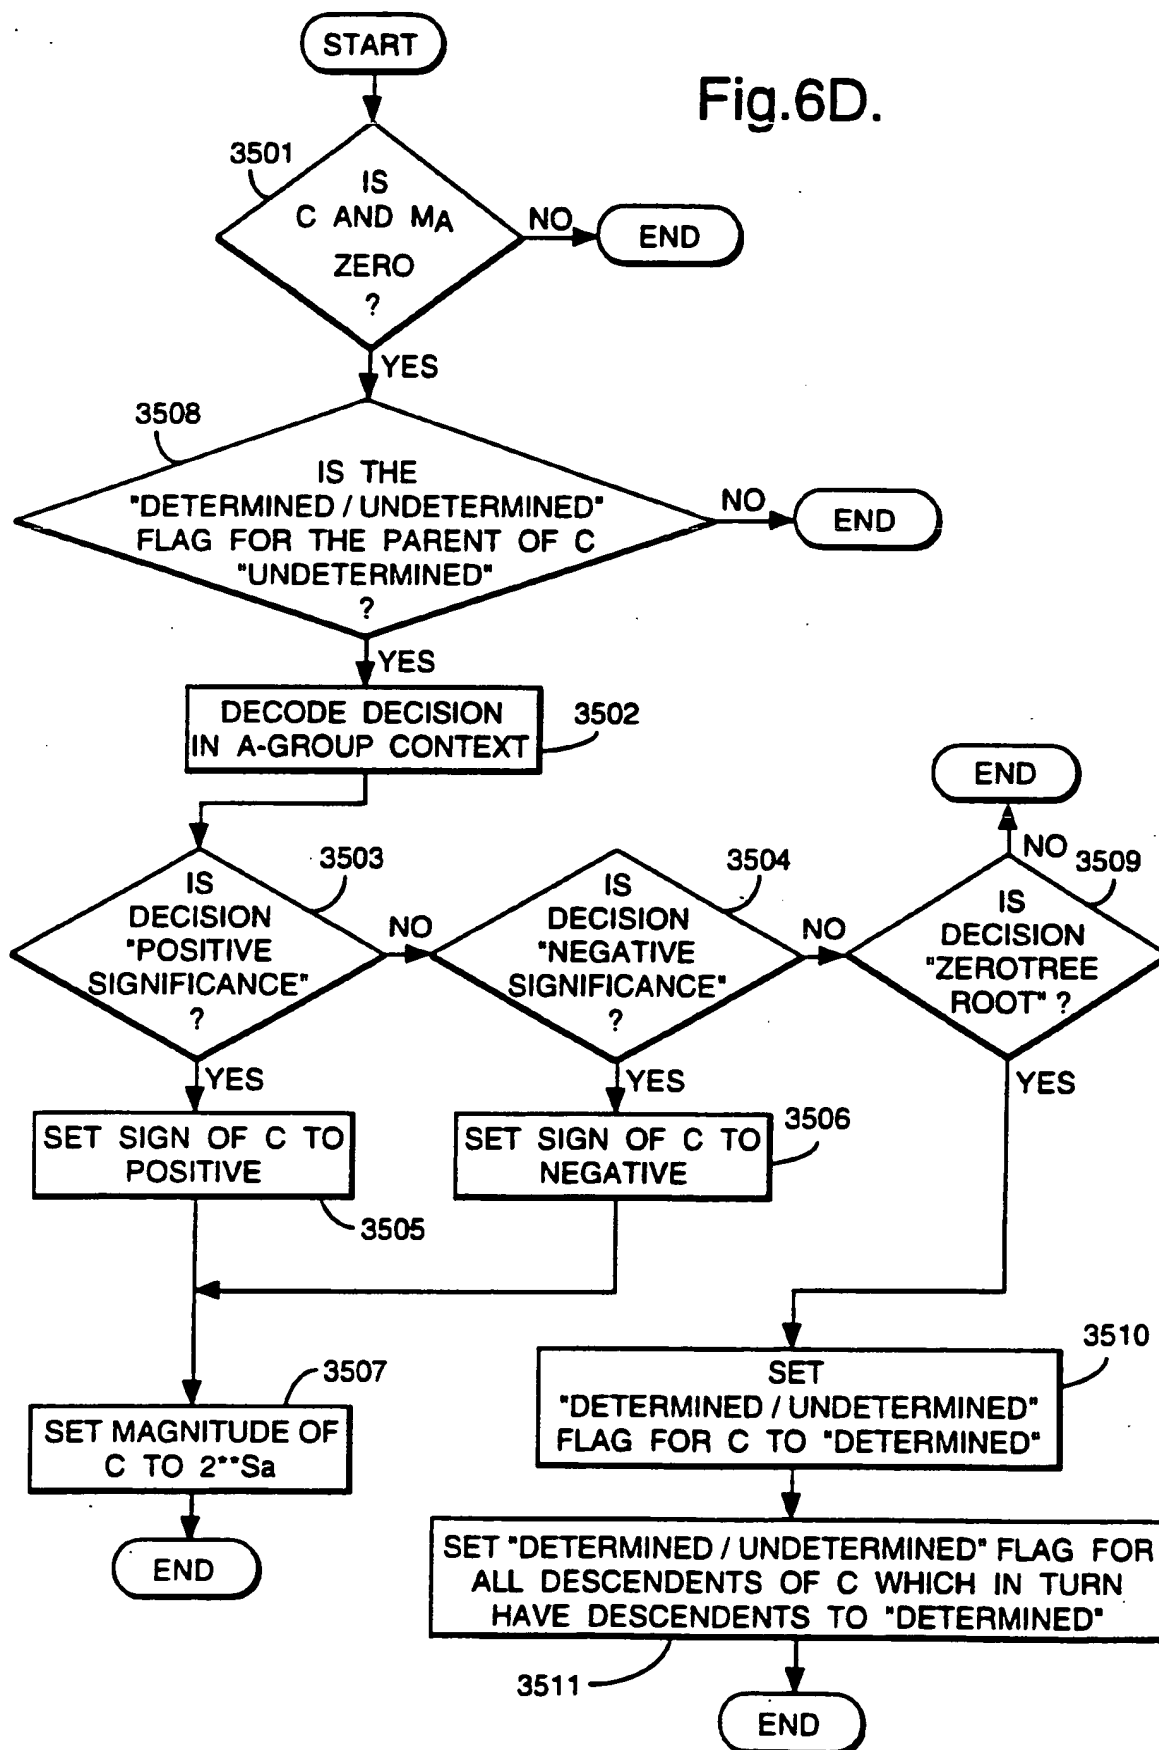 START
Fig.6D.
3501
IS
C AND MA
ZERO
?
NO
END
YES
3508
IS THE
"DETERMINED / UNDETERMINED"
FLAG FOR THE PARENT OF C
"UNDETERMINED"
?
NO
END
YES
DECODE DECISION
IN A-GROUP CONTEXT
3502
END
NO
3503
IS
DECISION
"POSITIVE
SIGNIFICANCE"
?
NO
3504
IS
DECISION
"NEGATIVE
SIGNIFICANCE"
?
NO
3509
IS
DECISION
"ZEROTREE
ROOT" ?
YES
YES
YES
SET SIGN OF C TO
POSITIVE
3505
SET SIGN OF C TO
NEGATIVE
3506
3507
SET MAGNITUDE OF
C TO 2**Sa
END
3510
SET
"DETERMINED / UNDETERMINED"
FLAG FOR C TO "DETERMINED"
SET "DETERMINED / UNDETERMINED" FLAG FOR
ALL DESCENDENTS OF C WHICH IN TURN
HAVE DESCENDENTS TO "DETERMINED"
3511
END